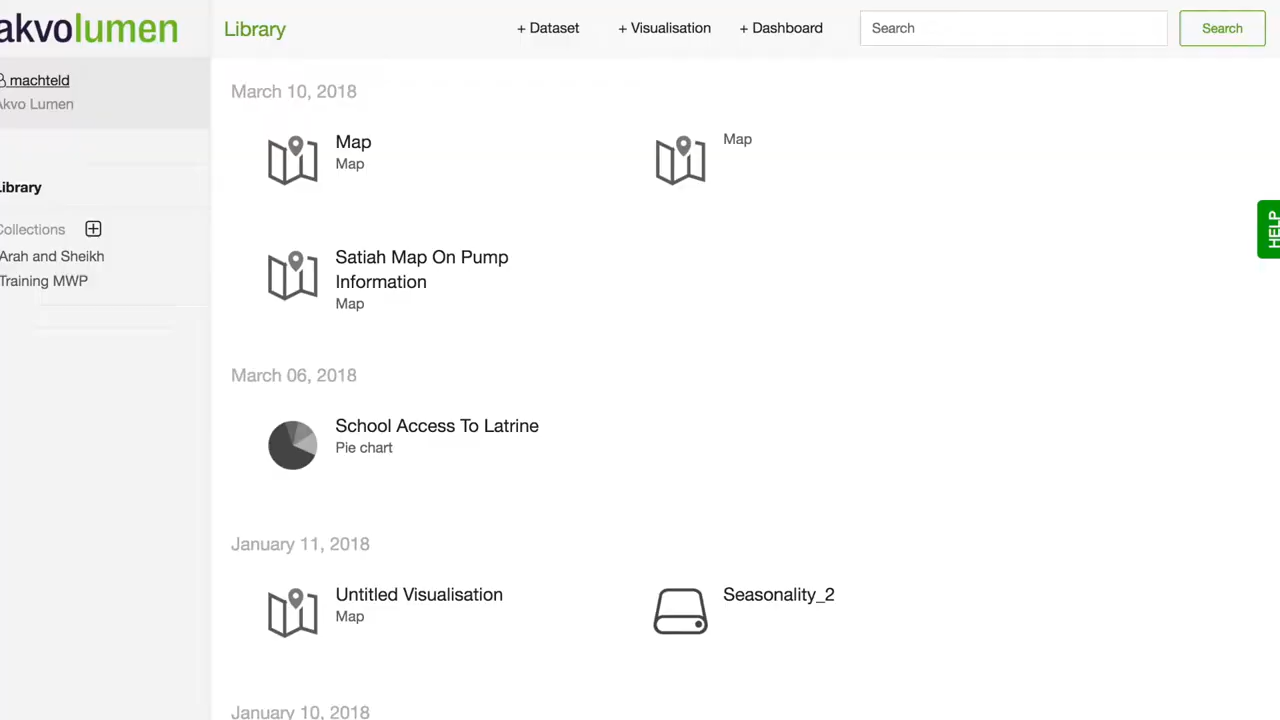 akvolumen
Library
+ Dataset
+ Visualisation
+ Dashboard
Search
Search
machteld
Akvo Lumen
Library
Collections
Arah and Sheikh
Training MWP
March 10, 2018
Map
Map
Map
Satiah Map On Pump
Information
Map
March 06, 2018
School Access To Latrine
Pie chart
January 11, 2018
Untitled Visualisation
Map
Seasonality_2
January 10, 2018
HELP